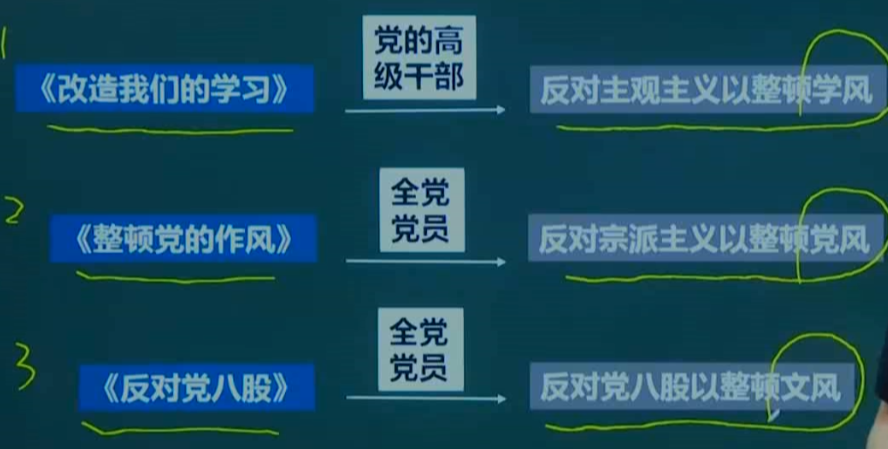 1
党的高
级干部
《改造我们的学习》
反对主观主义以整顿学风
2
全党
党员
《整顿党的作风》
反对宗派主义以整顿党风
3
全党
党员
《反对党八股》
反对党八股以整顿文风